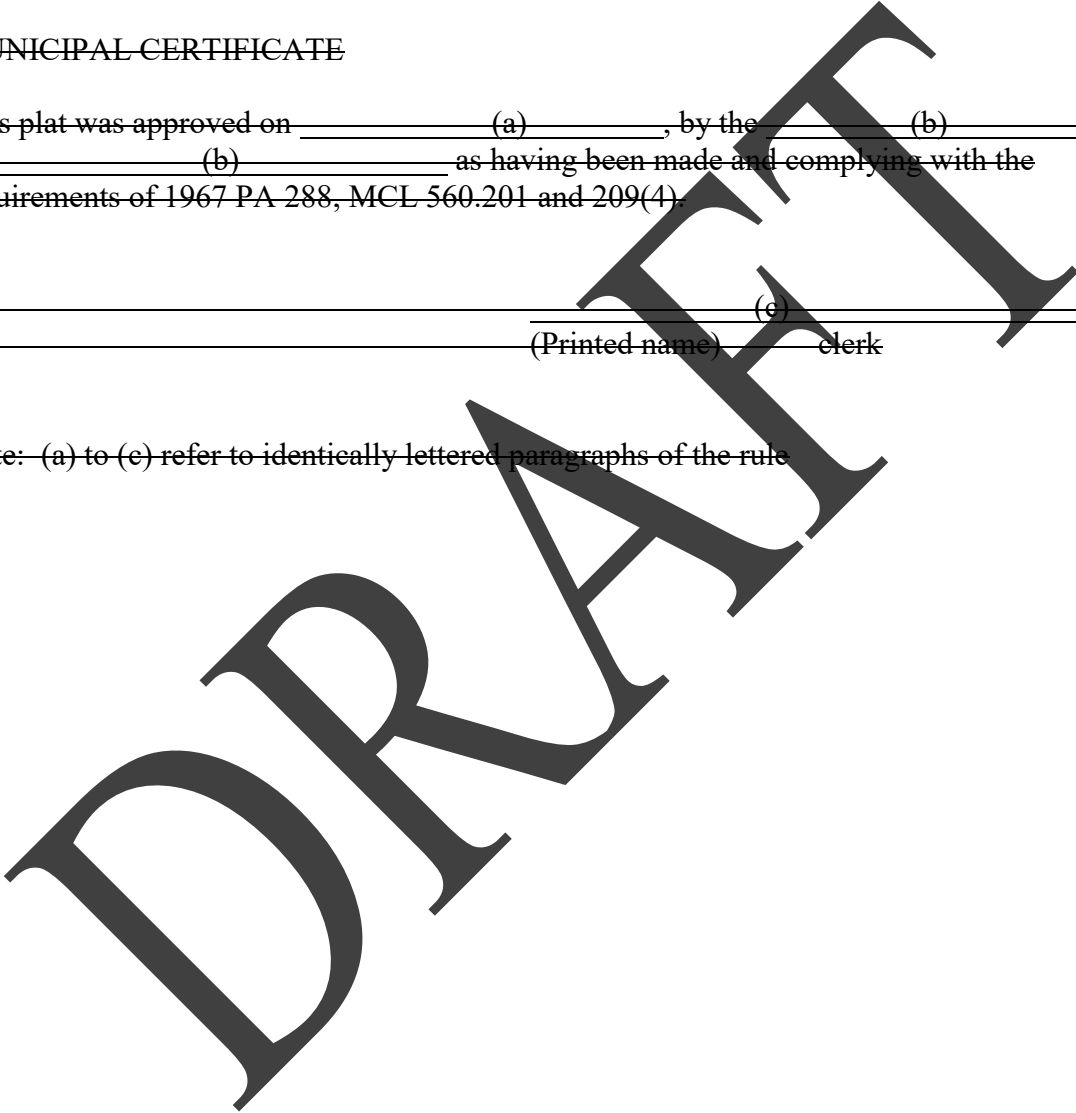 UNICIPAL CERTIFICATE
s plat was approved on (a), by the (b)
(b) as having been made and complying with the
uirements of 1967 PA 288, MCL 560.201 and 209(4).
(c)
(Printed name) clerk
te: (a) to (c) refer to identically lettered paragraphs of the rule
DRAFT